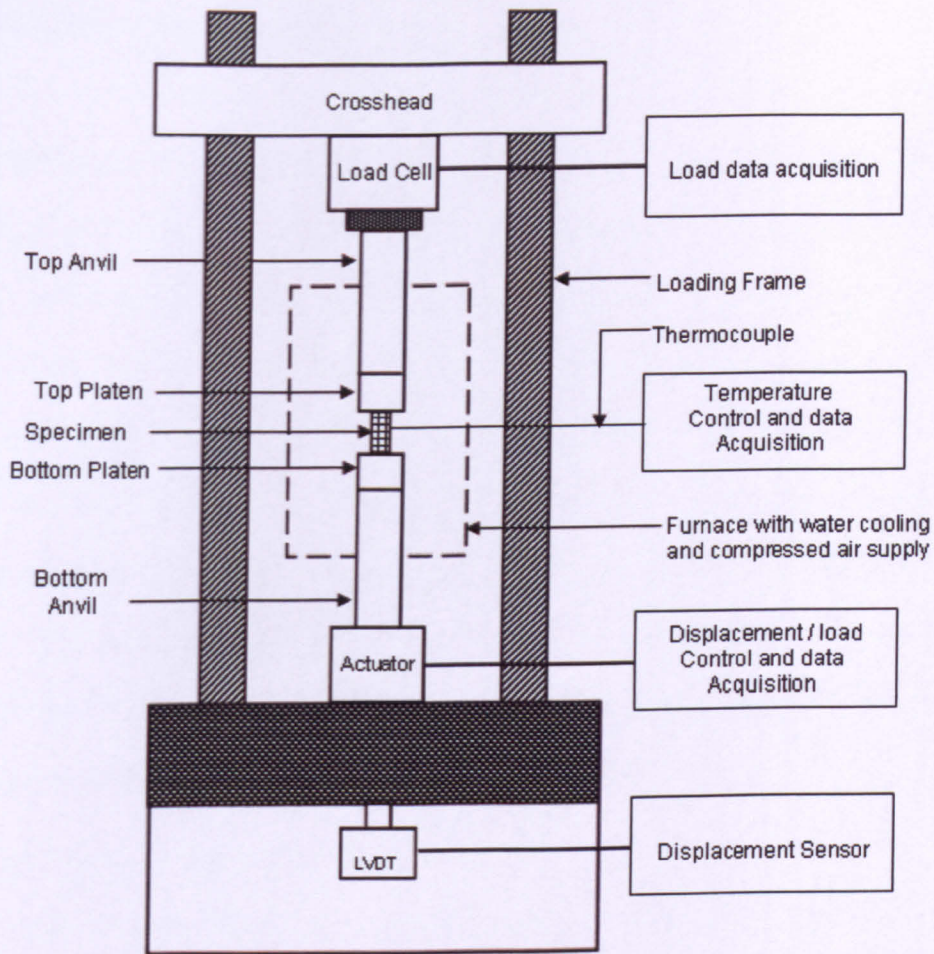 Crosshead
Load Cell
Load data acquisition
Top Anvil
Loading Frame
Thermocouple
Top Platen
Temperature
Control and data
Acquisition
Specimen
Bottom Platen
Furnace with water cooling
and compressed air supply
Bottom
Anvil
Displacement / load
Control and data
Acquisition
Actuator
LVDT
Displacement Sensor